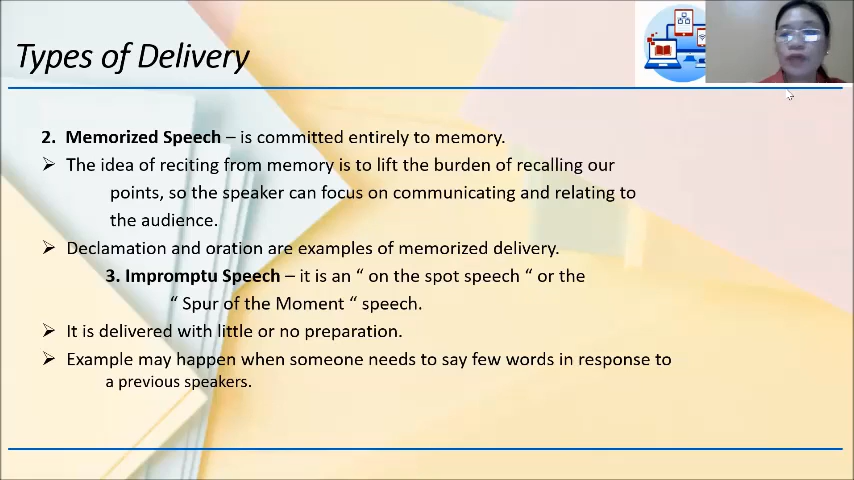 Types of Delivery
2. Memorized Speech – is committed entirely to memory.
➢ The idea of reciting from memory is to lift the burden of recalling our
points, so the speaker can focus on communicating and relating to
the audience.
➢ Declamation and oration are examples of memorized delivery.
3. Impromptu Speech – it is an “ on the spot speech “ or the
“ Spur of the Moment “ speech.
➢ It is delivered with little or no preparation.
➢ Example may happen when someone needs to say few words in response to
a previous speakers.